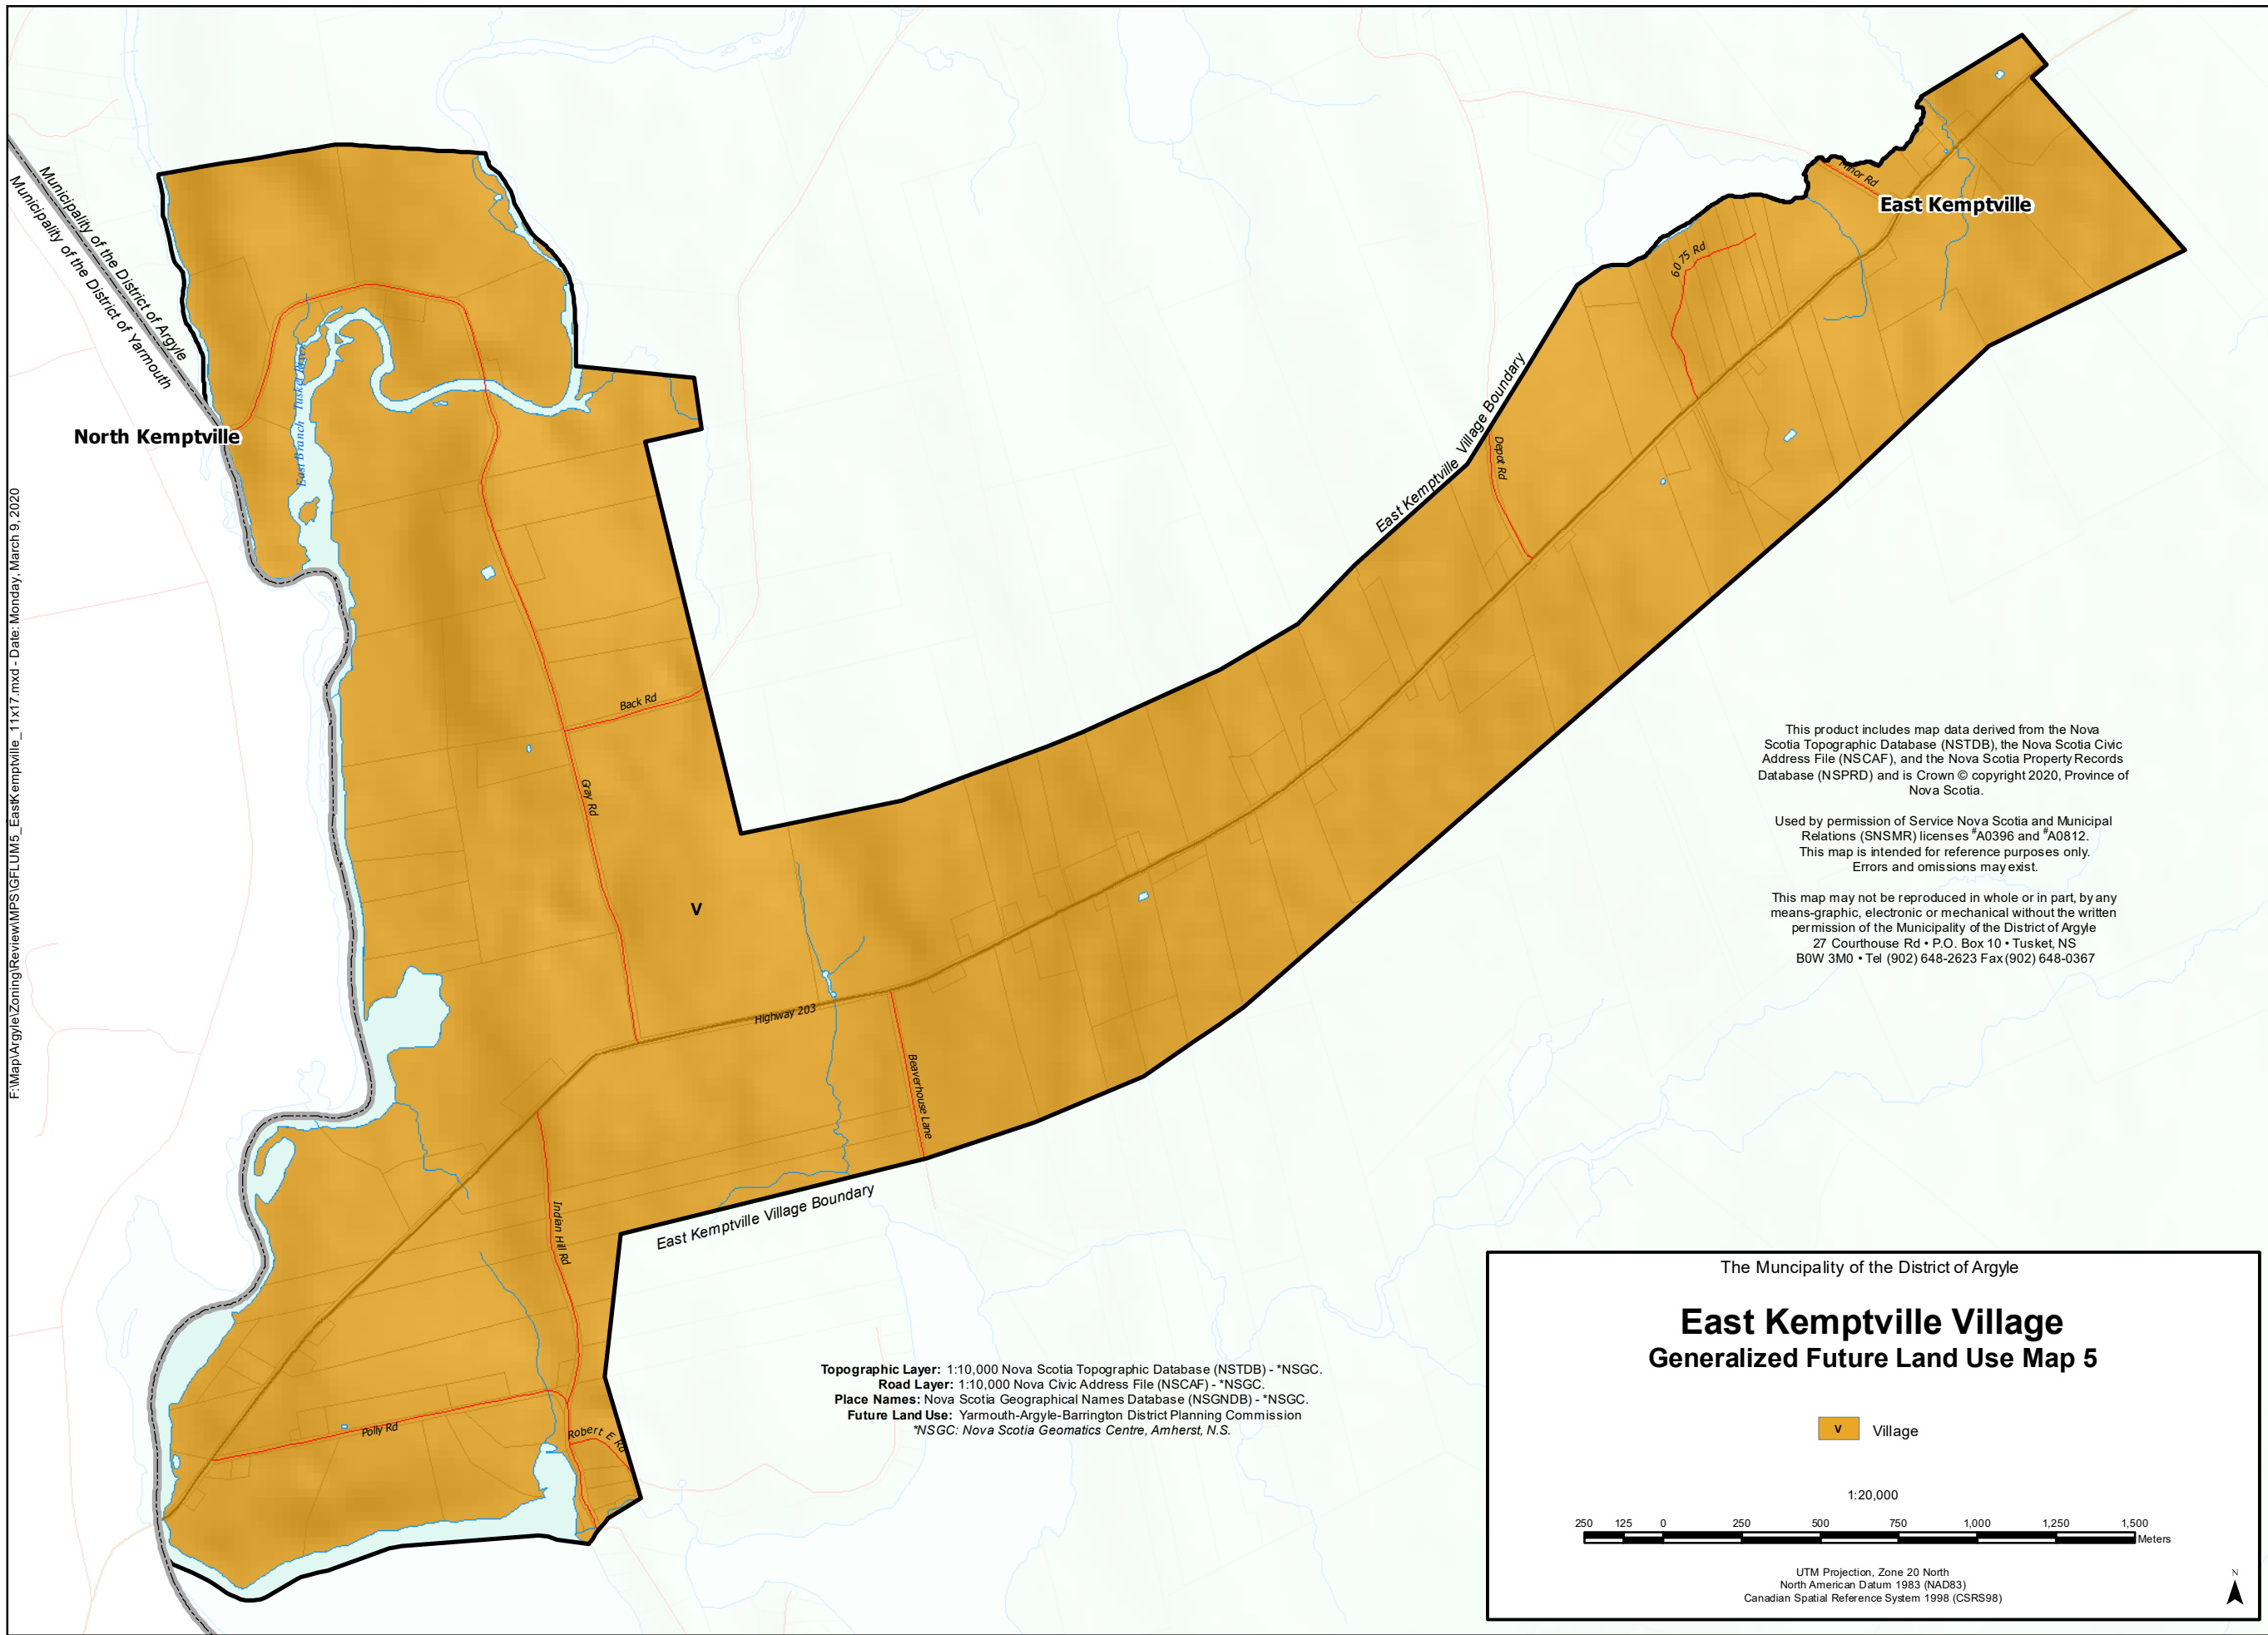 Municipality of the District of Argyle
Municipality of the District of Yarmouth
North Kemptville
East Branch Tusket River
East Kemptville
Minor Rd
6075 Rd
East Kemptville Village Boundary
Depot Rd
Back Rd
Gray Rd
V
Highway 203
Beaverhouse Lane
East Kemptville Village Boundary
Indian Hill Rd
Polly Rd
Robert E Rd
F:\Map\Argyle\Zoning\Review\MPS\GFLUM5_EastKemptville_11x17.mxd - Date: Monday, March 9, 2020
This product includes map data derived from the Nova
Scotia Topographic Database (NSTDB), the Nova Scotia Civic
Address File (NSCAF), and the Nova Scotia Property Records
Database (NSPRD) and is Crown © copyright 2020, Province of
Nova Scotia.
Used by permission of Service Nova Scotia and Municipal
Relations (SNSMR) licenses #A0396 and #A0812.
This map is intended for reference purposes only.
Errors and omissions may exist.
This map may not be reproduced in whole or in part, by any
means-graphic, electronic or mechanical without the written
permission of the Municipality of the District of Argyle
27 Courthouse Rd • P.O. Box 10 • Tusket, NS
B0W 3M0 • Tel (902) 648-2623 Fax (902) 648-0367
Topographic Layer: 1:10,000 Nova Scotia Topographic Database (NSTDB) - *NSGC.
Road Layer: 1:10,000 Nova Civic Address File (NSCAF) - *NSGC.
Place Names: Nova Scotia Geographical Names Database (NSGNDB) - *NSGC.
Future Land Use: Yarmouth-Argyle-Barrington District Planning Commission
*NSGC: Nova Scotia Geomatics Centre, Amherst, N.S.
The Muncipality of the District of Argyle
East Kemptville Village
Generalized Future Land Use Map 5
V Village
1:20,000
250 125 0 250 500 750 1,000 1,250 1,500
Meters
UTM Projection, Zone 20 North
North American Datum 1983 (NAD83)
Canadian Spatial Reference System 1998 (CSRS98)
N